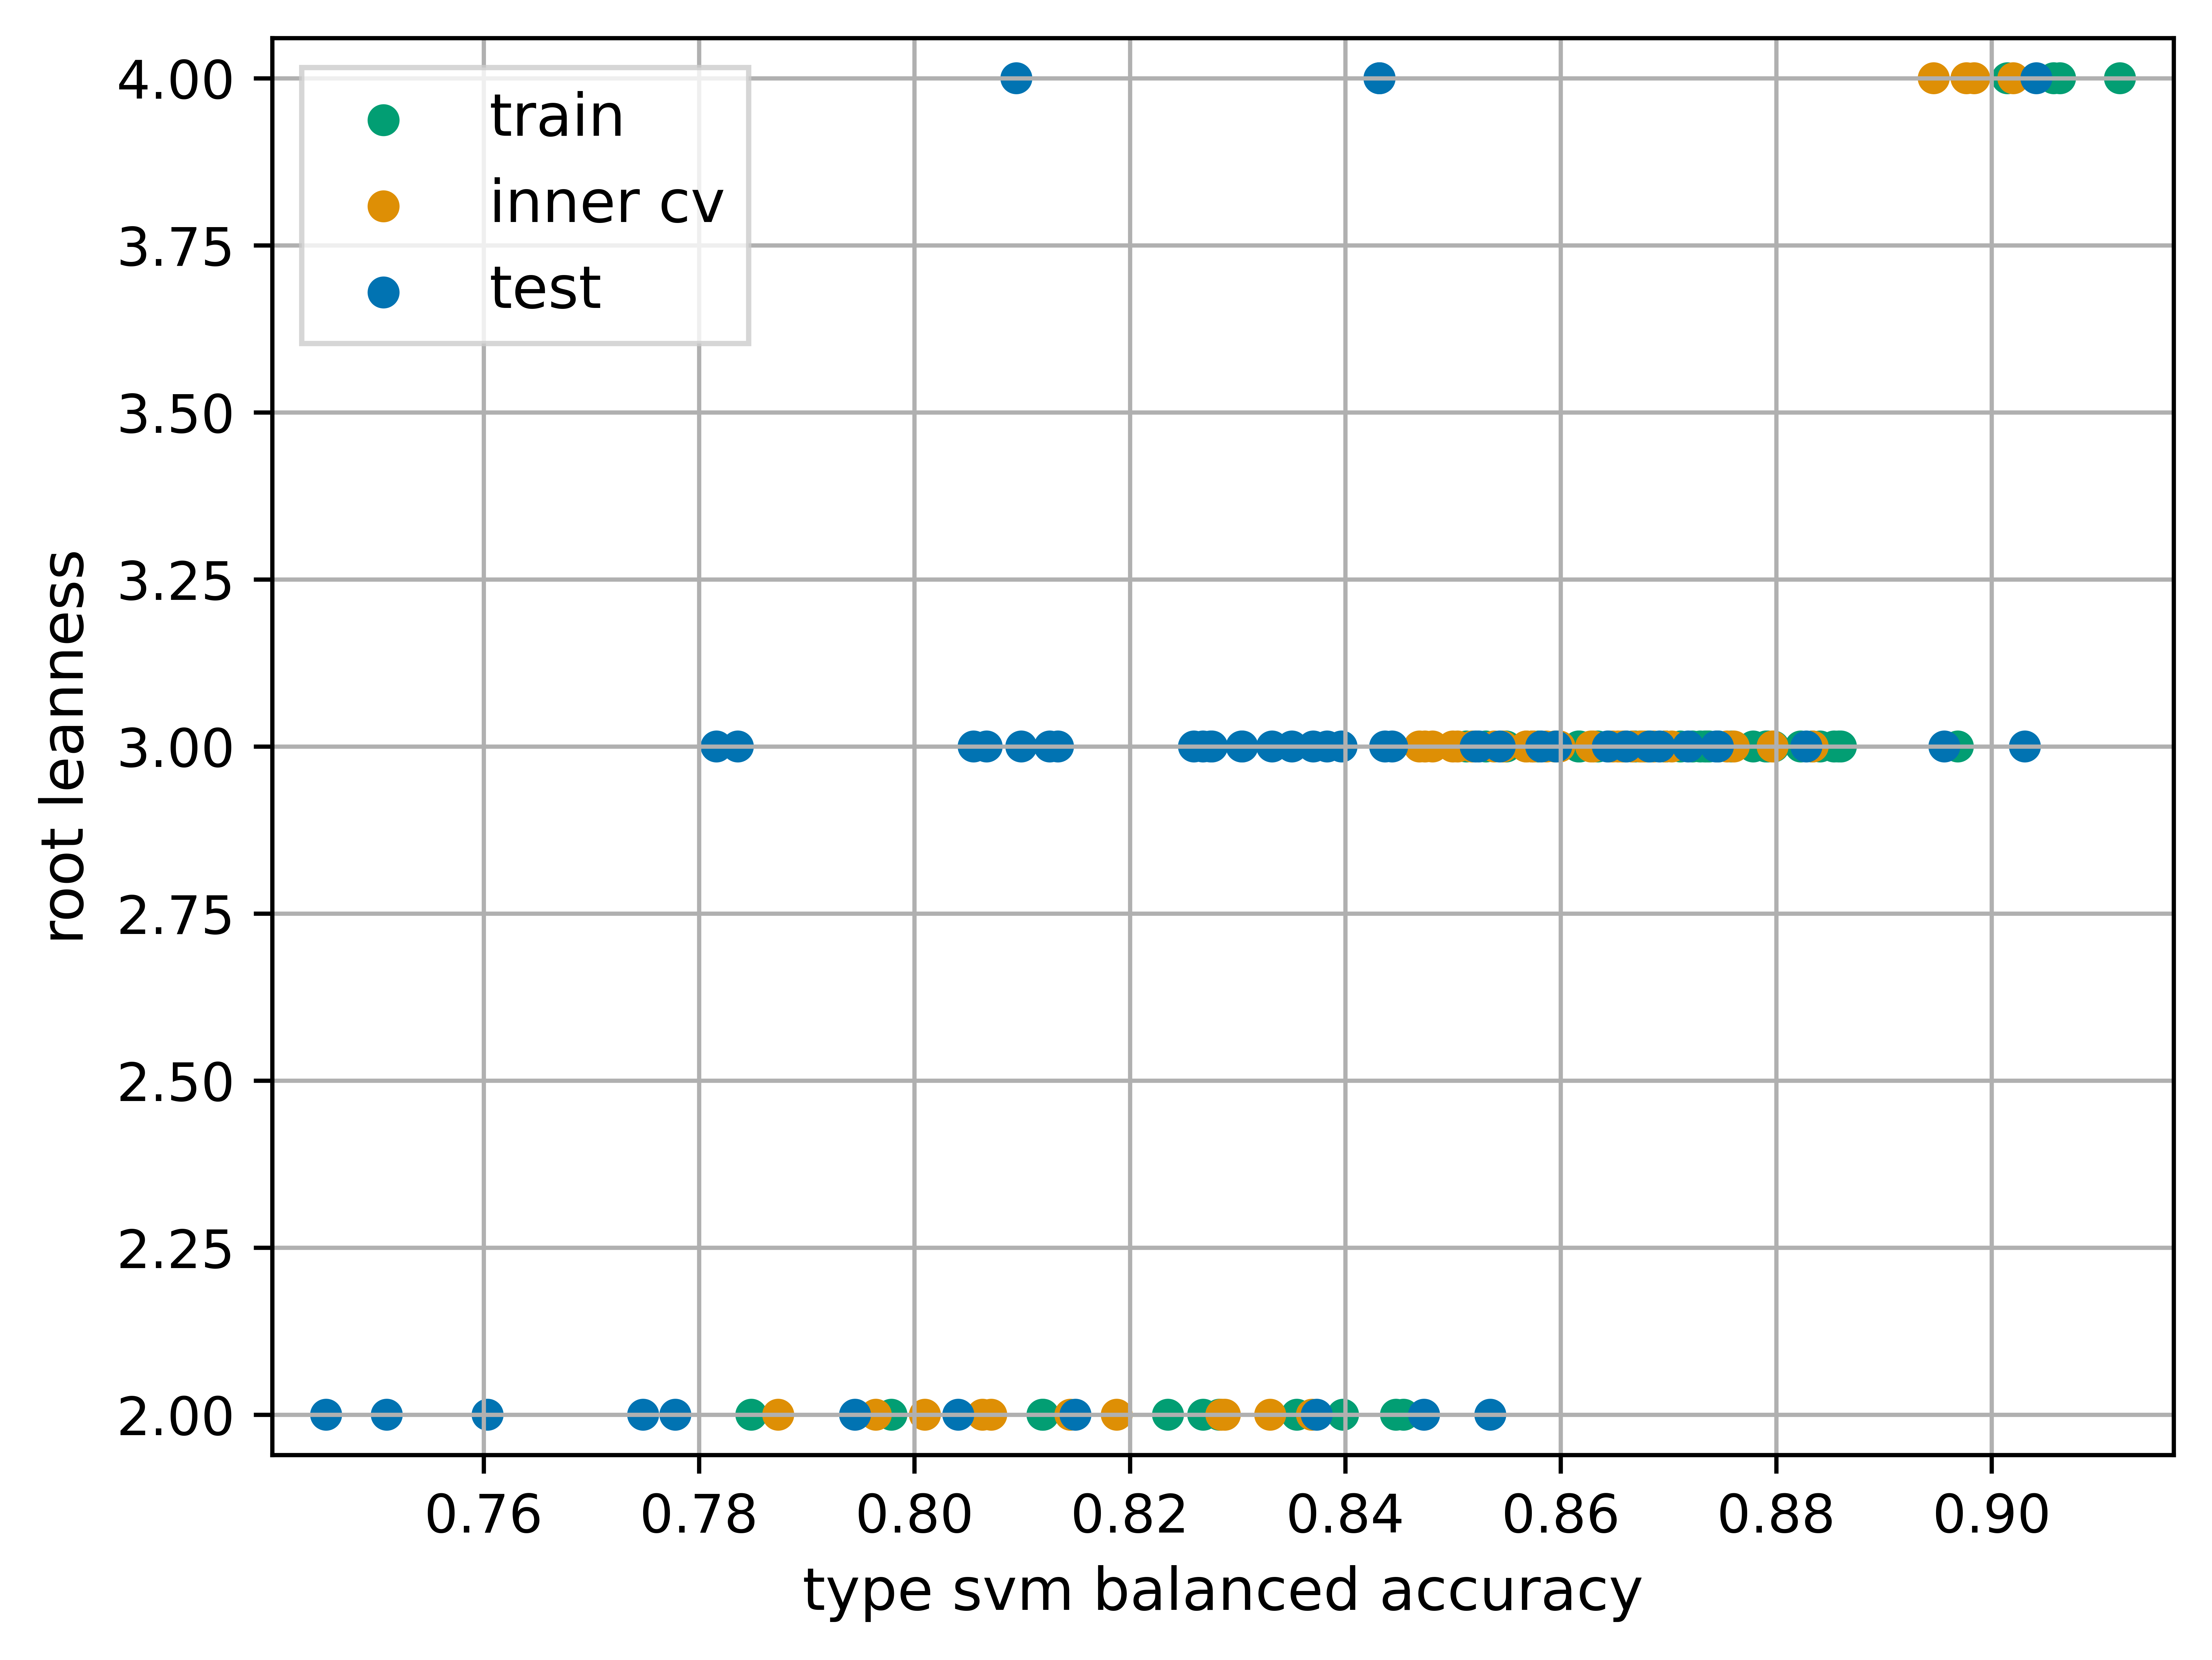 train
inner cv
test
4.00
3.75
3.50
3.25
3.00
2.75
2.50
2.25
2.00
root leanness
0.76 0.78 0.80 0.82 0.84 0.86 0.88 0.90
type svm balanced accuracy